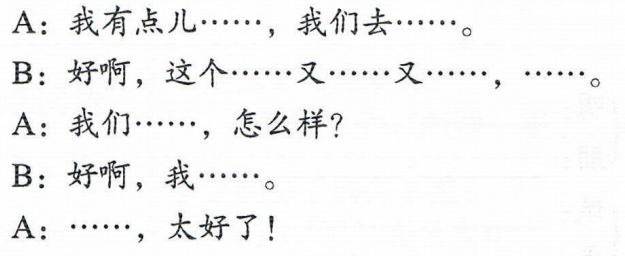 A：我有点儿……，我们去……。
B：好啊，这个……又……又……，……。
A：我们……，怎么样？
B：好啊，我……。
A：……，太好了！